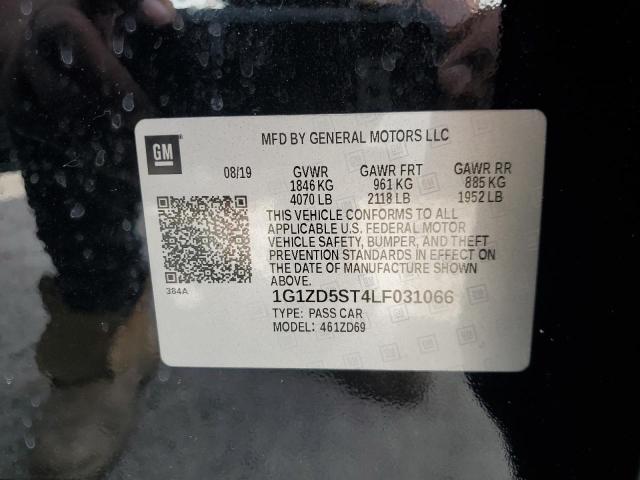 GM
MFD BY GENERAL MOTORS LLC
08/19 GVWR GAWR FRT GAWR RR
1846 KG 961 KG 885 KG
4070 LB 2118 LB 1952 LB
THIS VEHICLE CONFORMS TO ALL
APPLICABLE U.S. FEDERAL MOTOR
VEHICLE SAFETY, BUMPER, AND THEFT
PREVENTION STANDARDS IN EFFECT ON
THE DATE OF MANUFACTURE SHOWN
ABOVE.
384A
1G1ZD5ST4LF031066
TYPE: PASS CAR
MODEL: 461ZD69